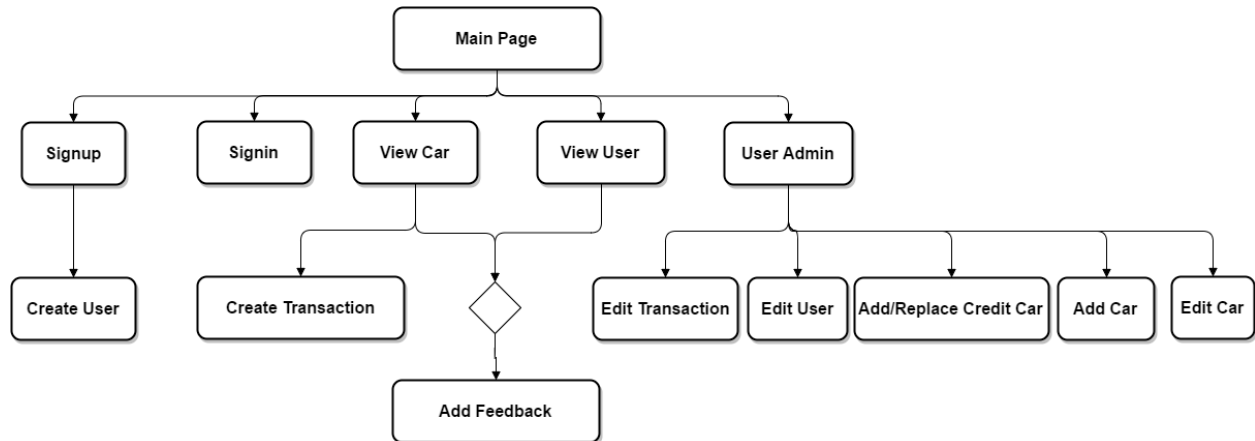 Main Page
Signup
Signin
View Car
View User
User Admin
Create User
Create Transaction
Edit Transaction
Edit User
Add/Replace Credit Car
Add Car
Edit Car
Add Feedback